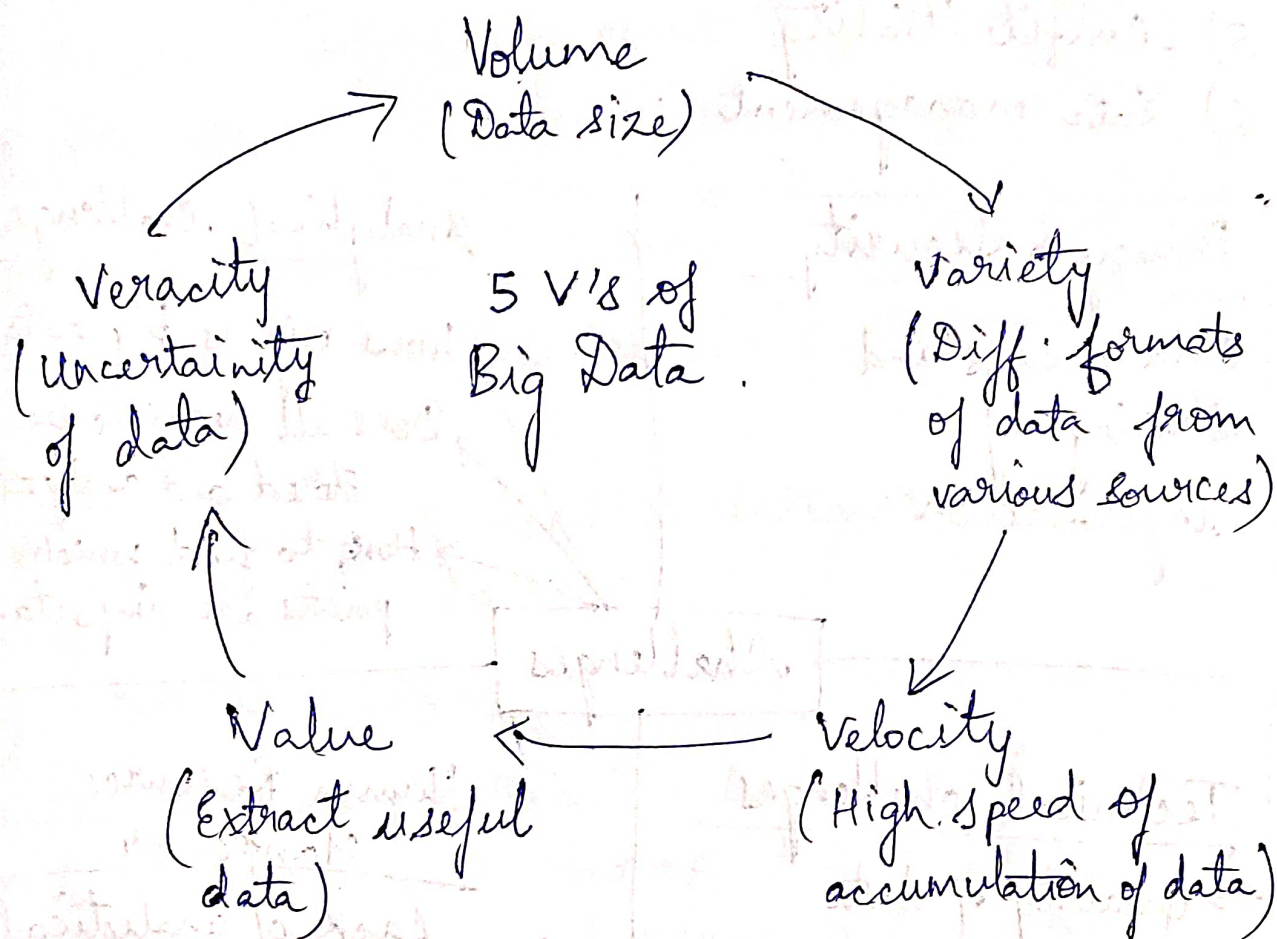 Volume
(Data size)
5 V's of
Big Data.
Variety
(Diff. formats
of data from
various sources)
Velocity
(High speed of
accumulation of data)
Value
(Extract useful
data)
Veracity
(Uncertainity
of data)